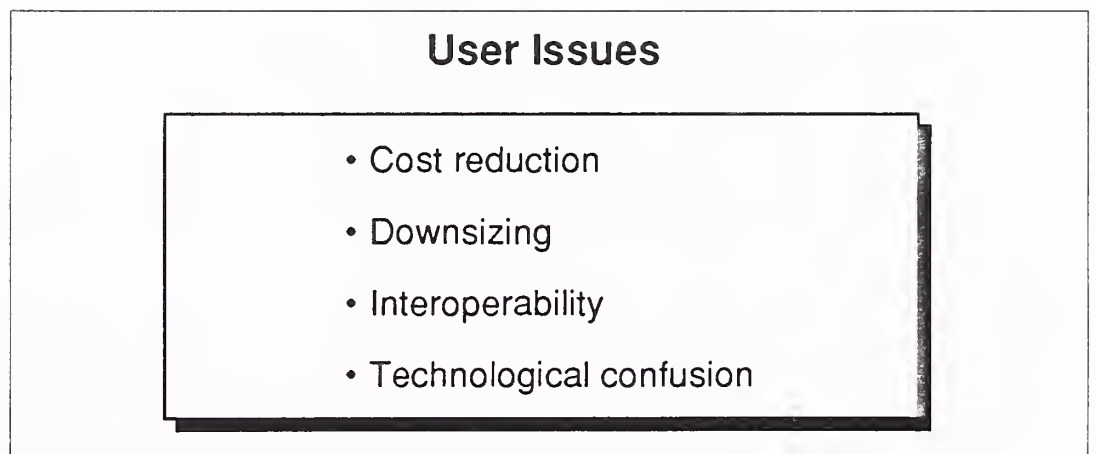 User Issues
• Cost reduction
• Downsizing
• Interoperability
• Technological confusion